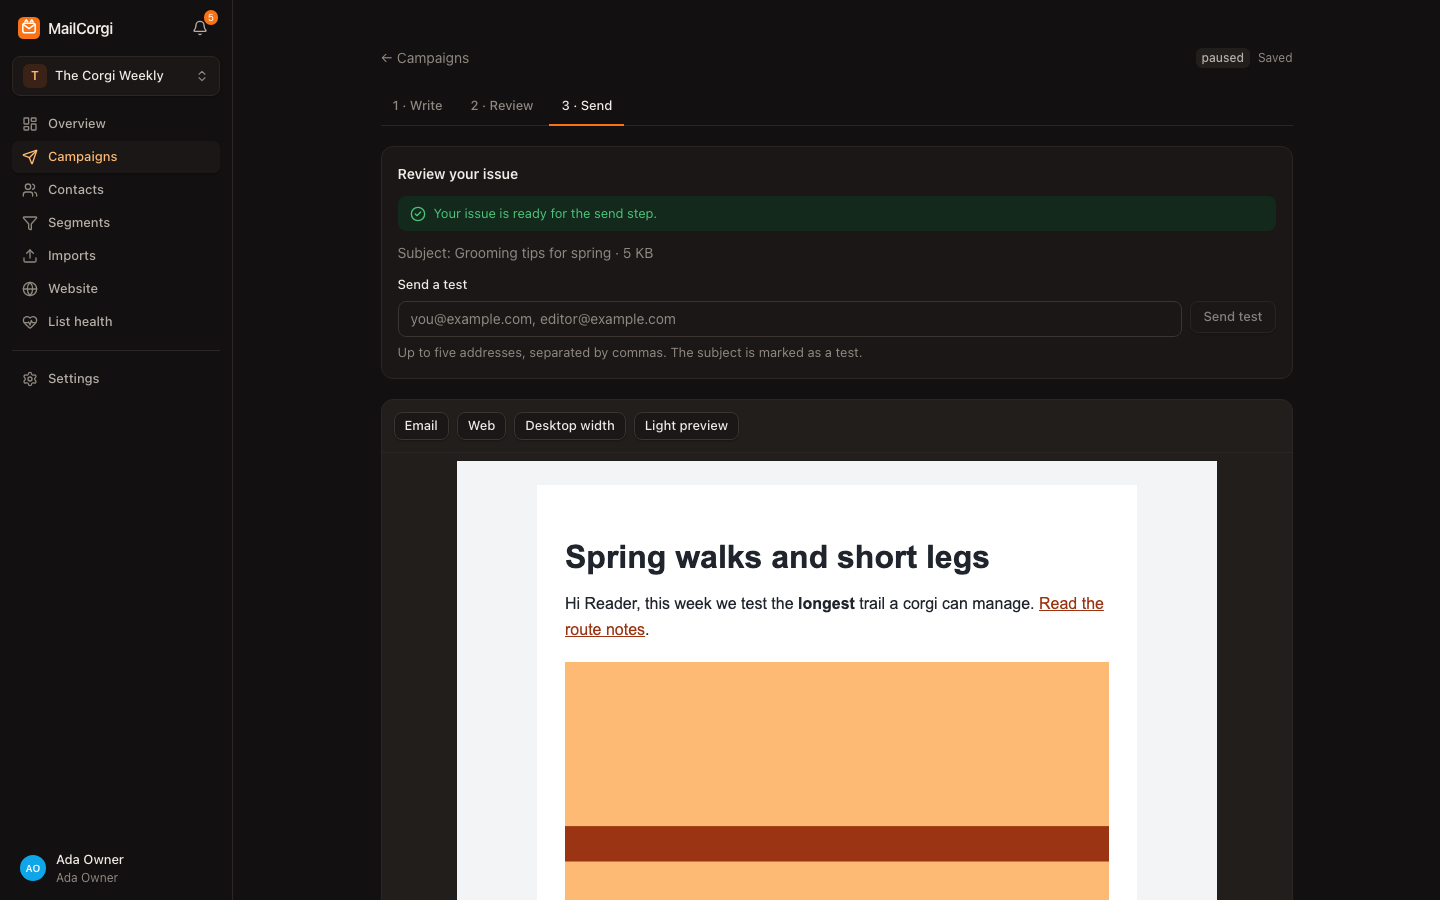 MailCorgi
5
T
The Corgi Weekly
Overview
Campaigns
Contacts
Segments
Imports
Website
List health
Settings
AO
Ada Owner
Ada Owner
← Campaigns
paused
Saved
1 · Write
2 · Review
3 · Send
Review your issue
Your issue is ready for the send step.
Subject: Grooming tips for spring · 5 KB
Send a test
you@example.com, editor@example.com
Send test
Up to five addresses, separated by commas. The subject is marked as a test.
Email
Web
Desktop width
Light preview
Spring walks and short legs
Hi Reader, this week we test the longest trail a corgi can manage. Read the
route notes.